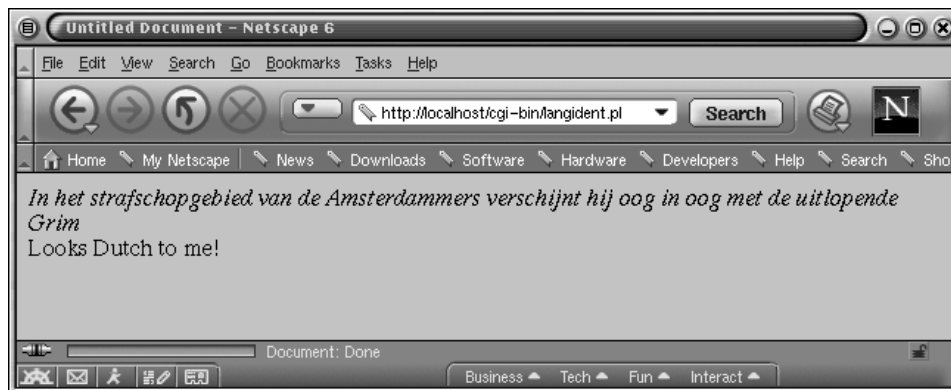 Untitled Document – Netscape 6
File Edit View Search Go Bookmarks Tasks Help
http://localhost/cgi-bin/langident.pl Search N
Home My Netscape News Downloads Software Hardware Developers Help Search Sho
In het strafschopgebied van de Amsterdammers verschijnt hij oog in oog met de uitlopende
Grim
Looks Dutch to me!
Document: Done
Business Tech Fun Interact